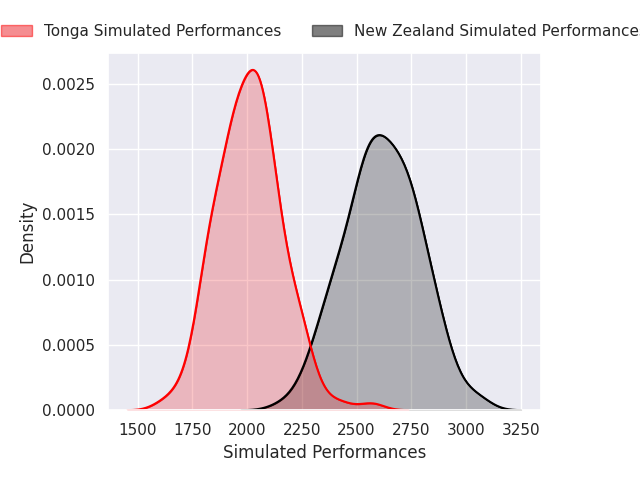 Tonga Simulated Performances New Zealand Simulated Performance
0.0025
0.0020
0.0015
0.0010
0.0005
0.0000
Density
1500 1750 2000 2250 2500 2750 3000 3250
Simulated Performances